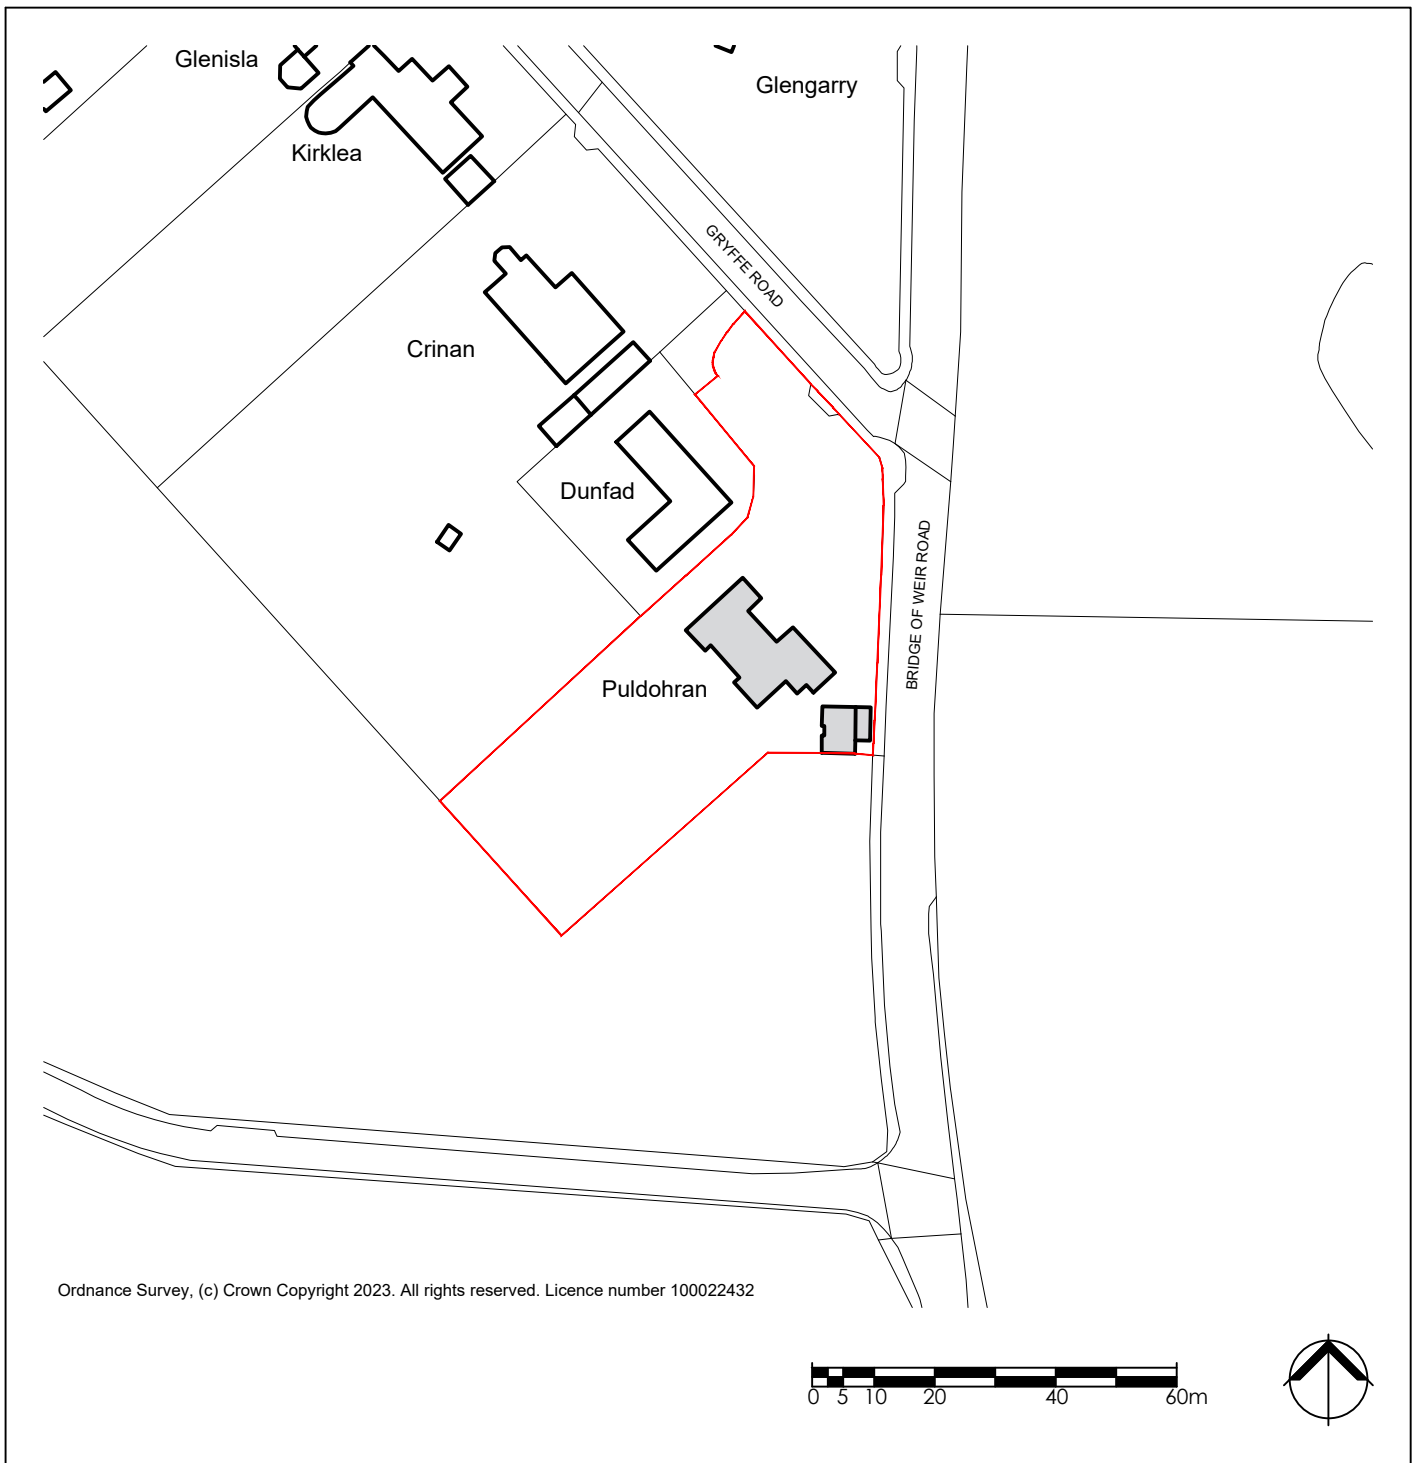 Glenisla
Glengarry
Kirklea
GRYFFE ROAD
Crinan
Dunfad
BRIDGE OF WEIR ROAD
Puldohran
Ordnance Survey, (c) Crown Copyright 2023. All rights reserved. Licence number 100022432
0 5 10 20 40 60m